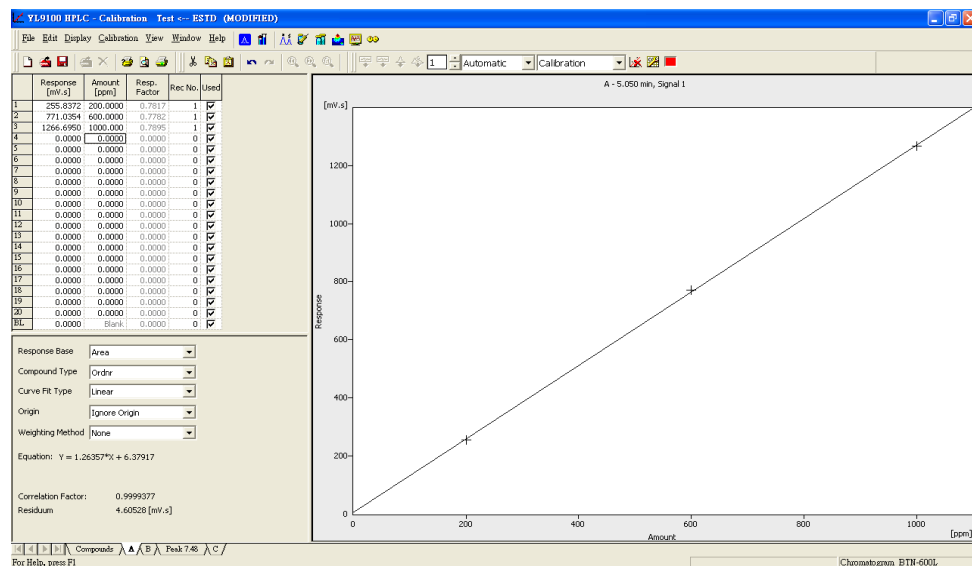 YL9100 HPLC - Calibration Test <-- ESTD (MODIFIED)
File Edit Display Calibration View Window Help
1 Automatic Calibration
Response [mV.s] Amount [ppm] Resp. Factor Rec No. Used
1 255.8372 200.0000 0.7817 1
2 771.0354 600.0000 0.7782 1
3 1266.6950 1000.000 0.7895 1
4 0.0000 0.0000 0.0000 0
5 0.0000 0.0000 0.0000 0
6 0.0000 0.0000 0.0000 0
7 0.0000 0.0000 0.0000 0
8 0.0000 0.0000 0.0000 0
9 0.0000 0.0000 0.0000 0
10 0.0000 0.0000 0.0000 0
11 0.0000 0.0000 0.0000 0
12 0.0000 0.0000 0.0000 0
13 0.0000 0.0000 0.0000 0
14 0.0000 0.0000 0.0000 0
15 0.0000 0.0000 0.0000 0
16 0.0000 0.0000 0.0000 0
17 0.0000 0.0000 0.0000 0
18 0.0000 0.0000 0.0000 0
19 0.0000 0.0000 0.0000 0
20 0.0000 0.0000 0.0000 0
BL 0.0000 Blank 0.0000 0
Response Base Area
Compound Type Ordnr
Curve Fit Type Linear
Origin Ignore Origin
Weighting Method None
Equation: Y = 1.26357*X + 6.37917
Correlation Factor: 0.9999377
Residuum 4.60528 [mV.s]
A - 5.050 min, Signal 1
[mV.s]
1200
1000
800
600
400
200
0
Response
0 200 400 600 800 1000
Amount [ppm]
Compounds A B Peak 7.48 C
For Help, press F1
Chromatogram BTN-600L